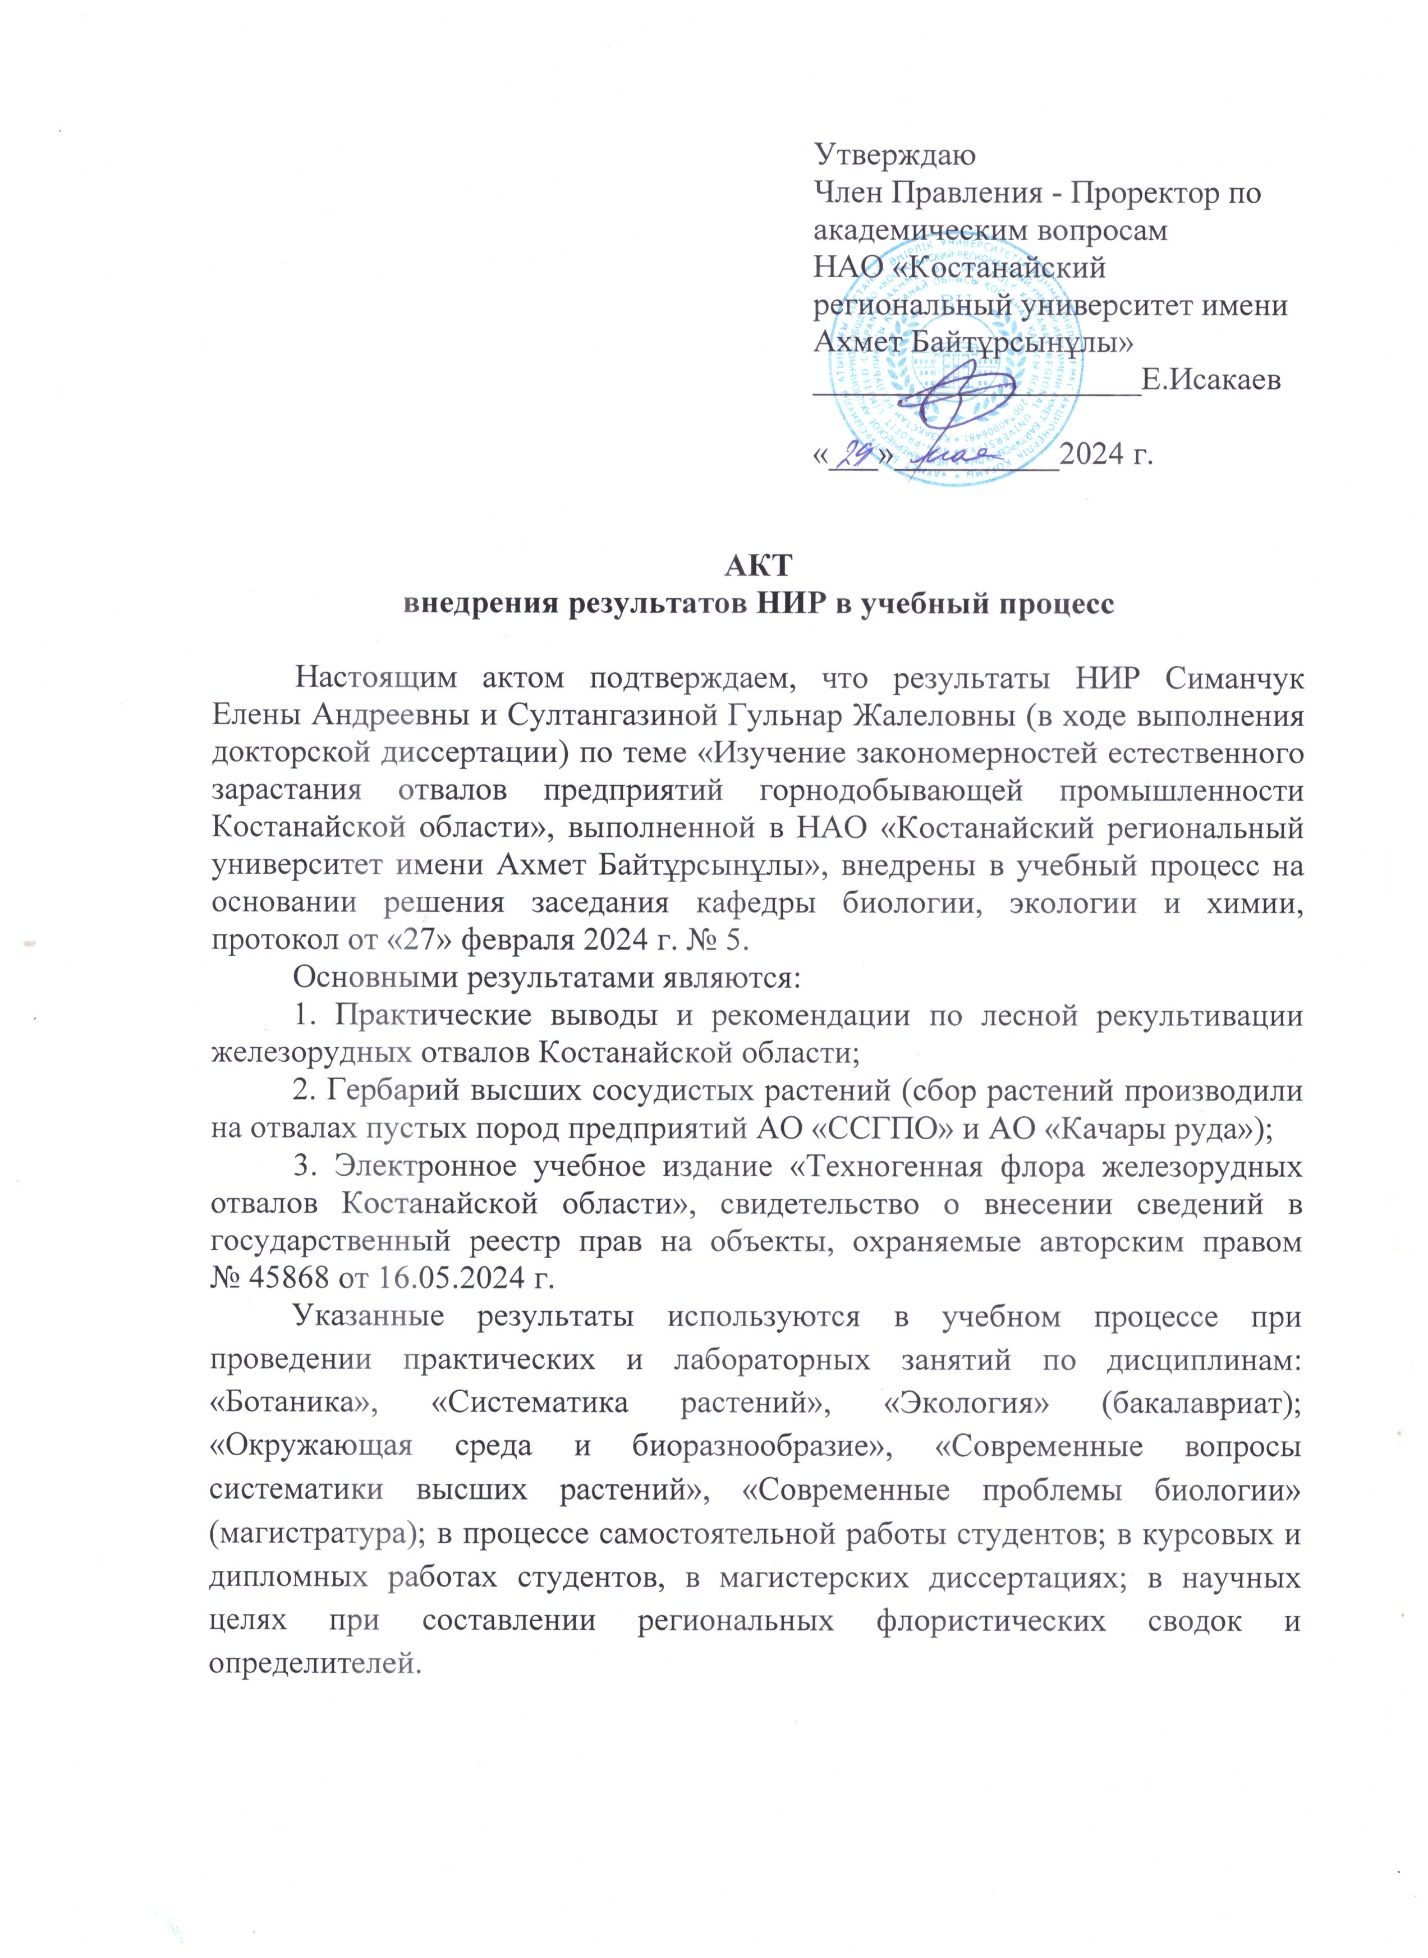 Утверждаю
Член Правления - Проректор по
академическим вопросам
НАО «Костанайский
региональный университет имени
Ахмет Байтұрсынұлы»
____________________Е.Исакаев
«29» мая 2024 г.
АКТ
внедрения результатов НИР в учебный процесс
Настоящим актом подтверждаем, что результаты НИР Симанчук
Елены Андреевны и Султангазиной Гульнар Жалеловны (в ходе выполнения
докторской диссертации) по теме «Изучение закономерностей естественного
зарастания отвалов предприятий горнодобывающей промышленности
Костанайской области», выполненной в НАО «Костанайский региональный
университет имени Ахмет Байтұрсынұлы», внедрены в учебный процесс на
основании решения заседания кафедры биологии, экологии и химии,
протокол от «27» февраля 2024 г. № 5.
Основными результатами являются:
1. Практические выводы и рекомендации по лесной рекультивации
железорудных отвалов Костанайской области;
2. Гербарий высших сосудистых растений (сбор растений производили
на отвалах пустых пород предприятий АО «ССГПО» и АО «Качары руда»);
3. Электронное учебное издание «Техногенная флора железорудных
отвалов Костанайской области», свидетельство о внесении сведений в
государственный реестр прав на объекты, охраняемые авторским правом
№ 45868 от 16.05.2024 г.
Указанные результаты используются в учебном процессе при
проведении практических и лабораторных занятий по дисциплинам:
«Ботаника», «Систематика растений», «Экология» (бакалавриат);
«Окружающая среда и биоразнообразие», «Современные вопросы
систематики высших растений», «Современные проблемы биологии»
(магистратура); в процессе самостоятельной работы студентов; в курсовых и
дипломных работах студентов, в магистерских диссертациях; в научных
целях при составлении региональных флористических сводок и
определителей.